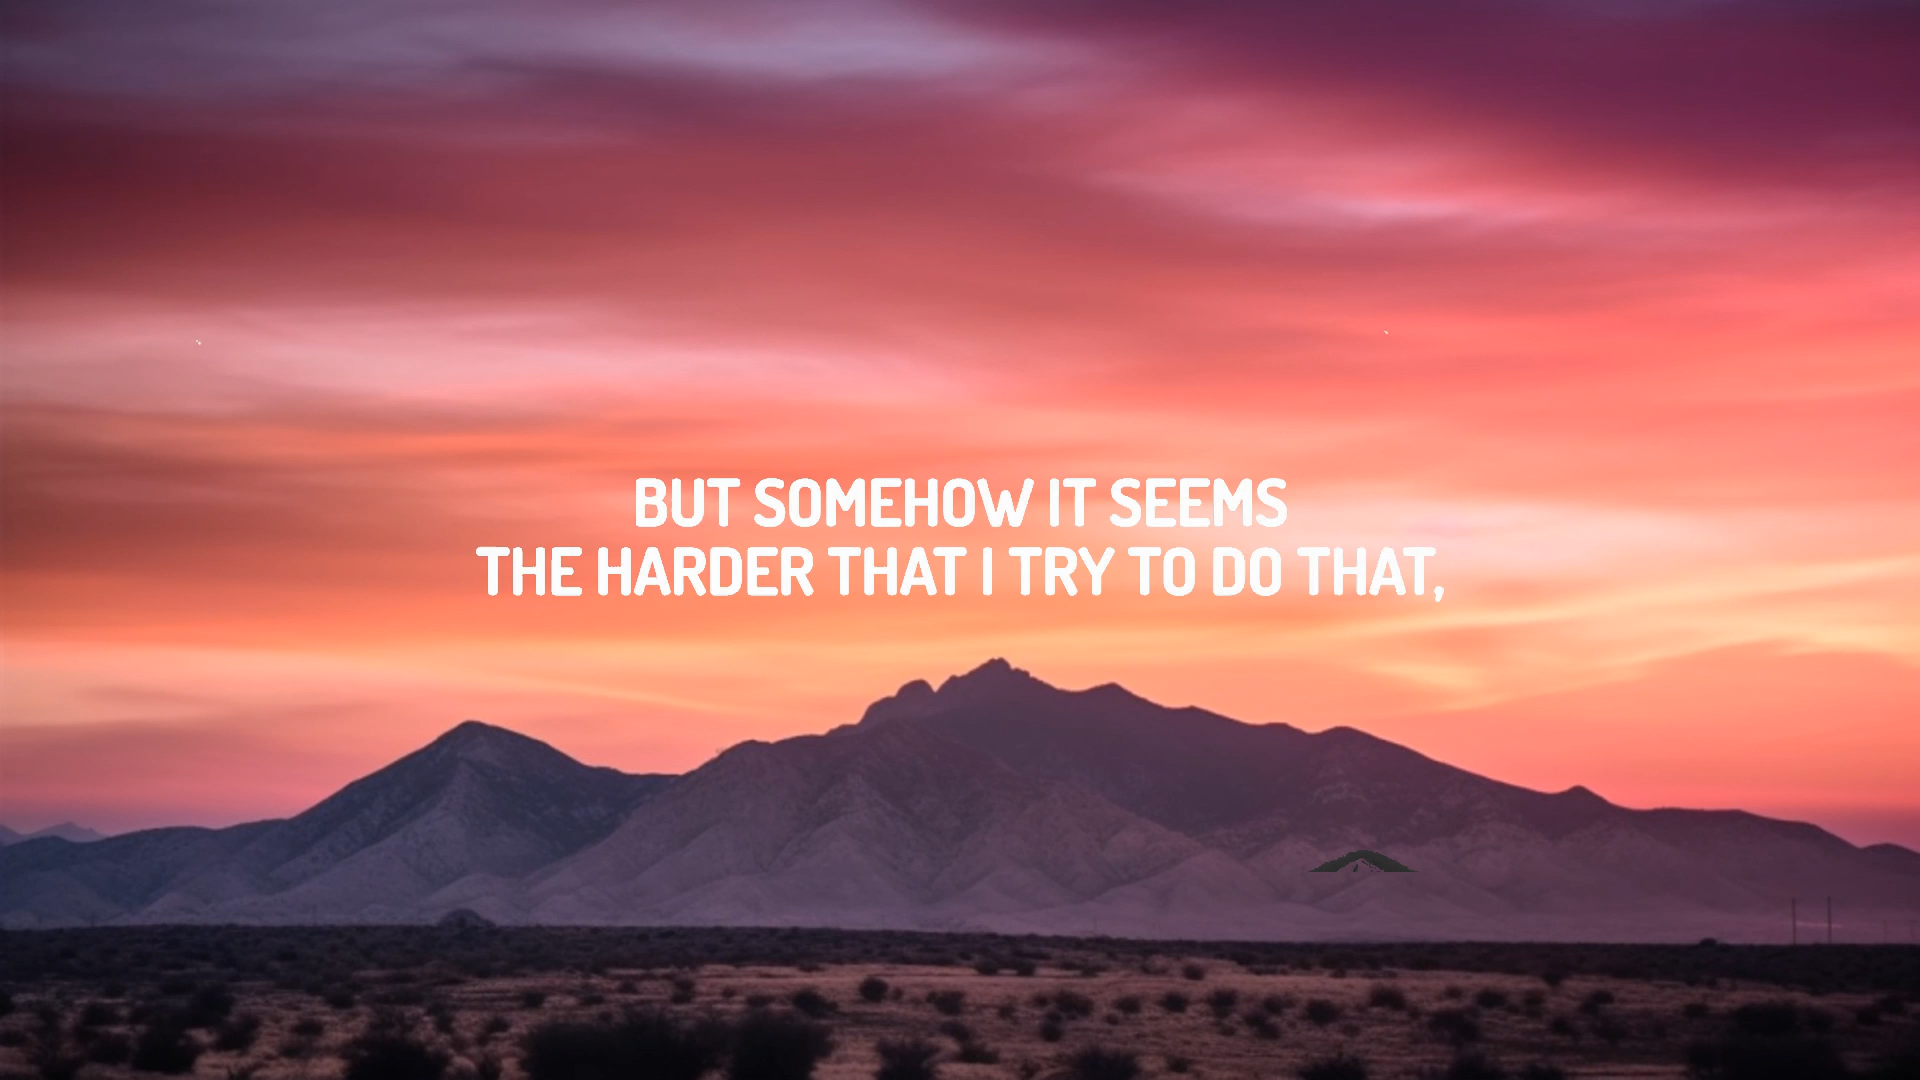 BUT SOMEHOW IT SEEMS
THE HARDER THAT I TRY TO DO THAT,